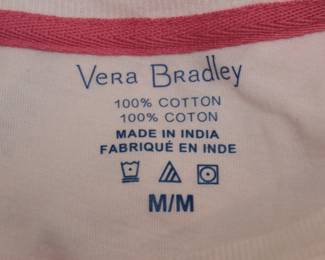 Vera Bradley
100% COTTON
100% COTON
MADE IN INDIA
FABRIQUÉ EN INDE
M/M